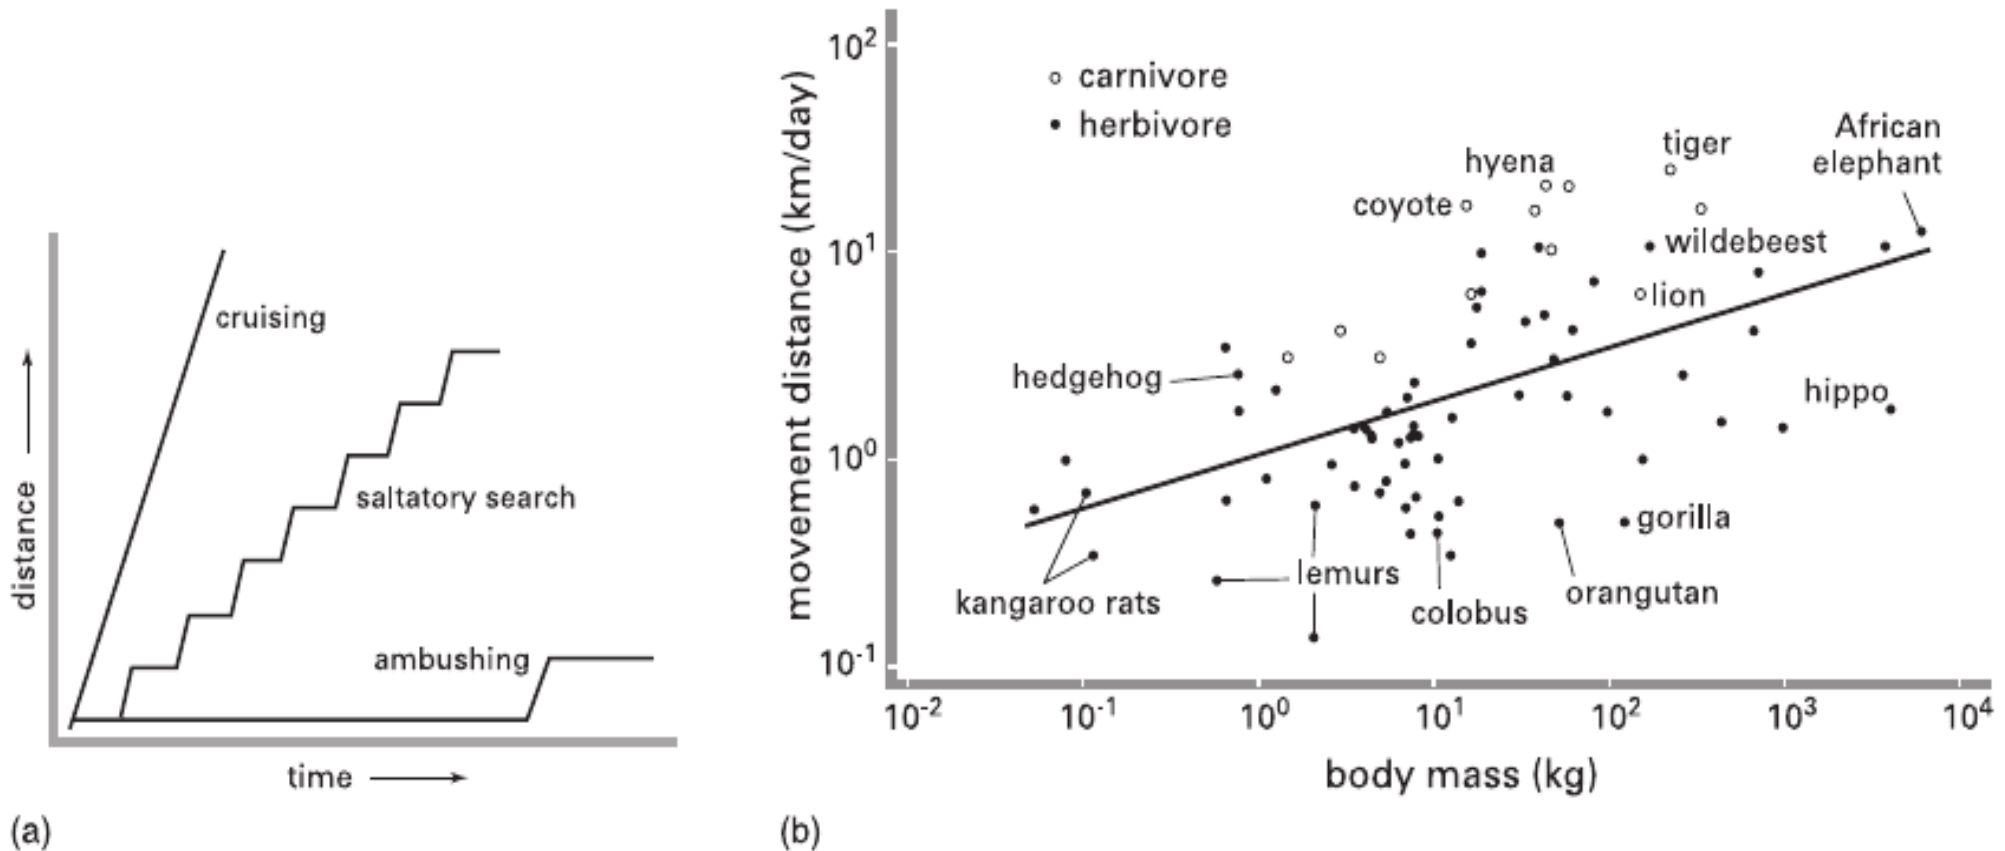 cruising
saltatory search
ambushing
distance
time
(a)
10²
10¹
10⁰
10⁻¹
movement distance (km/day)
carnivore
herbivore
hyena
tiger
African
elephant
coyote
wildebeest
lion
hedgehog
hippo
gorilla
kangaroo rats
lemurs
colobus
orangutan
10⁻²
10⁻¹
10⁰
10¹
10²
10³
10⁴
body mass (kg)
(b)